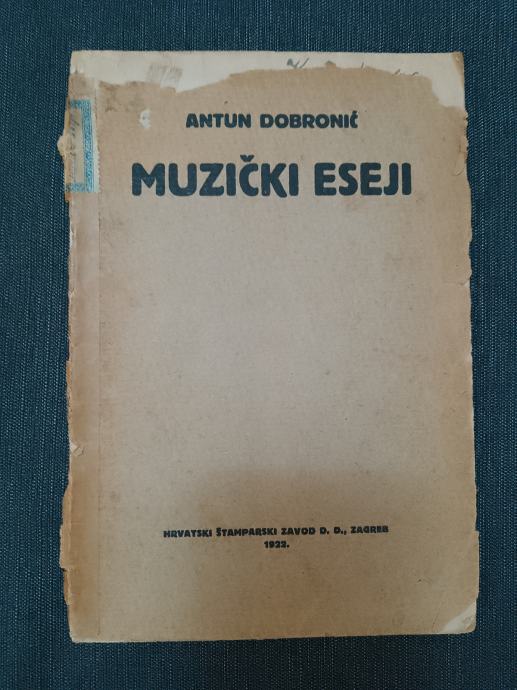 ANTUN DOBRONIĆ
MUZIČKI ESEJI
HRVATSKI ŠTAMPARSKI ZAVOD D. D., ZAGREB
1922.